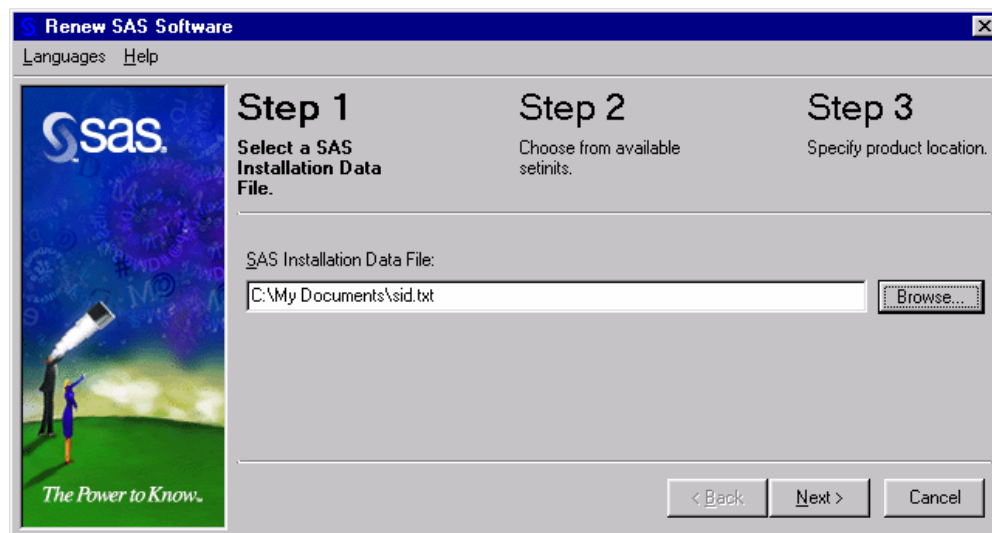 Renew SAS Software
Languages Help
sas.
The Power to Know.
Step 1
Select a SAS
Installation Data
File.
Step 2
Choose from available
setinits.
Step 3
Specify product location.
SAS Installation Data File:
C:\My Documents\sid.txt
Browse...
< Back
Next >
Cancel